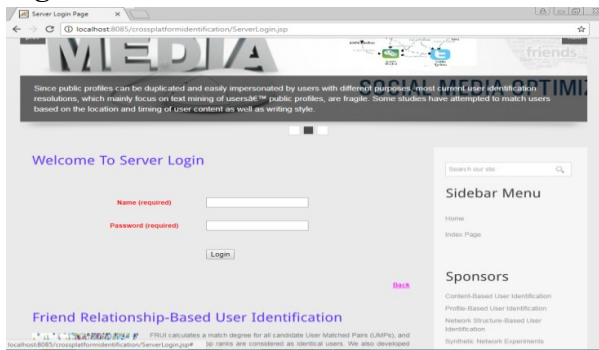 Server Login Page
localhost:8085/crossplatformidentification/ServerLogin.jsp
MEDIA
friends
SOCIAL MEDIA OPTIMIZ
Since public profiles can be duplicated and easily impersonated by users with different purposes, most current user identification
resolutions, which mainly focus on text mining of usersâ€™ public profiles, are fragile. Some studies have attempted to match users
based on the location and timing of user content as well as writing style.
Welcome To Server Login
Search our site
Sidebar Menu
Name (required)
Home
Password (required)
Index Page
Login
Back
Sponsors
Content-Based User Identification
Profile-Based User Identification
Network Structure-Based User
Identification
Synthetic Network Experiments
Friend Relationship-Based User Identification
FRUI calculates a match degree for all candidate User Matched Pairs (UMPs), and
localhost:8085/crossplatformidentification/ServerLogin.jsp#
top ranks are considered as identical users. We also developed